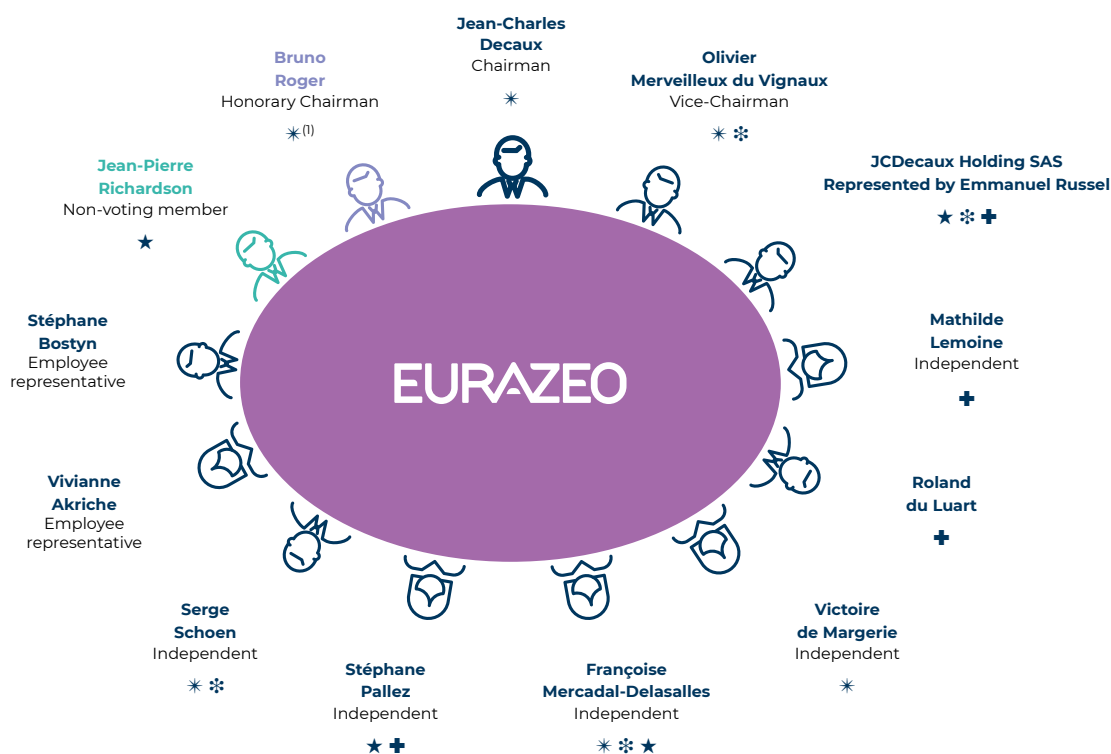 Jean-Charles
Decaux
Chairman
✴
Bruno
Roger
Honorary Chairman
✴(1)
Olivier
Merveilleux du Vignaux
Vice-Chairman
✴ ❇
Jean-Pierre
Richardson
Non-voting member
★
JCDecaux Holding SAS
Represented by Emmanuel Russel
★ ❇ ✚
Stéphane
Bostyn
Employee
representative
Mathilde
Lemoine
Independent
✚
EURAZEO
Vivianne
Akriche
Employee
representative
Roland
du Luart
✚
Serge
Schoen
Independent
✴ ❇
Stéphane
Pallez
Independent
★ ✚
Françoise
Mercadal-Delasalles
Independent
✴ ❇ ★
Victoire
de Margerie
Independent
✴